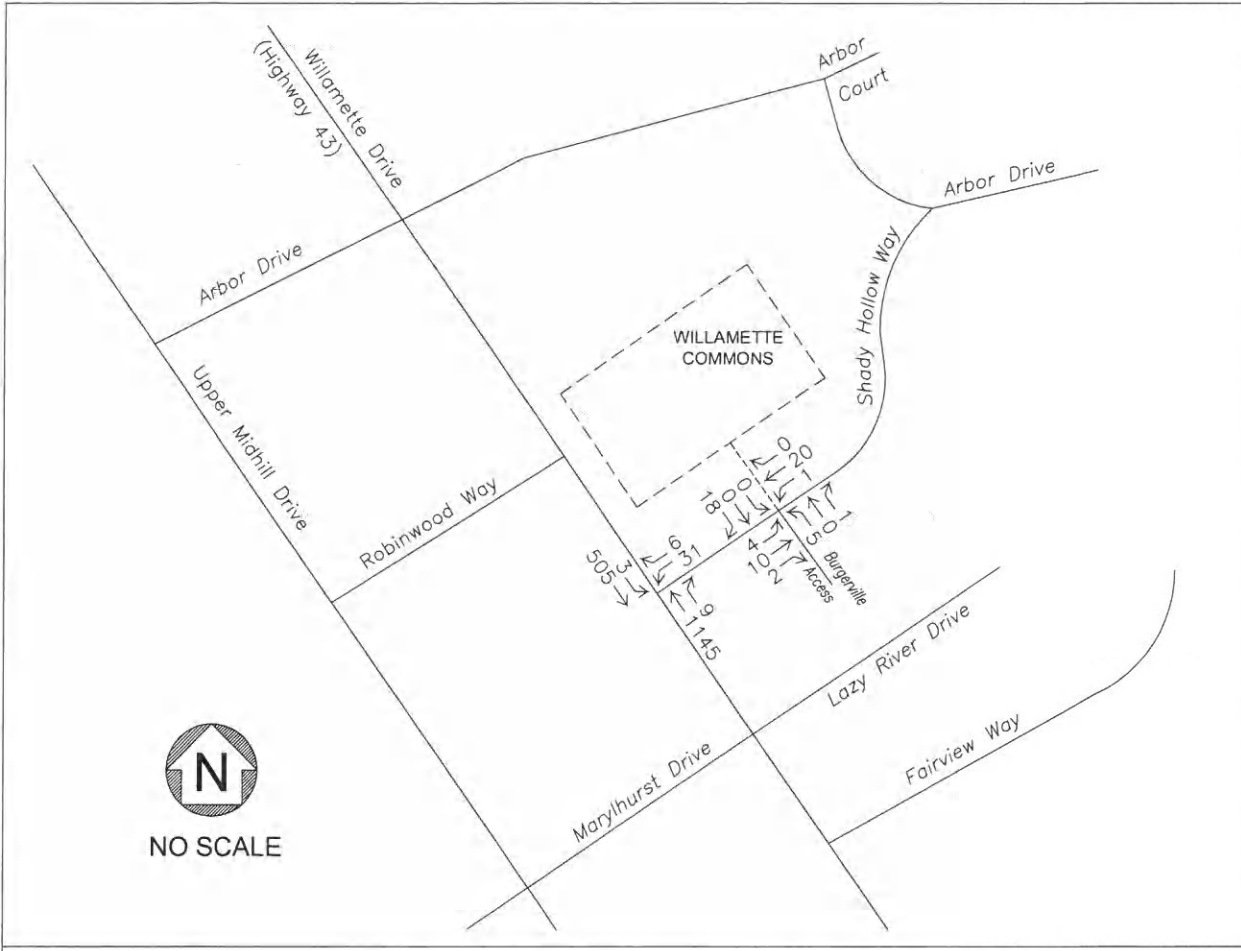 Arbor
Court
Willamette Drive
(Highway 43)
Arbor Drive
Arbor Drive
Shady Hollow Way
WILLAMETTE
COMMONS
Upper Midhill Drive
Robinwood Way
0
20
1
0
0
18
1
0
5
4
10
2
Burgerville
Access
6
31
3
505
9
1145
Lazy River Drive
Marylhurst Drive
Fairview Way
N
NO SCALE